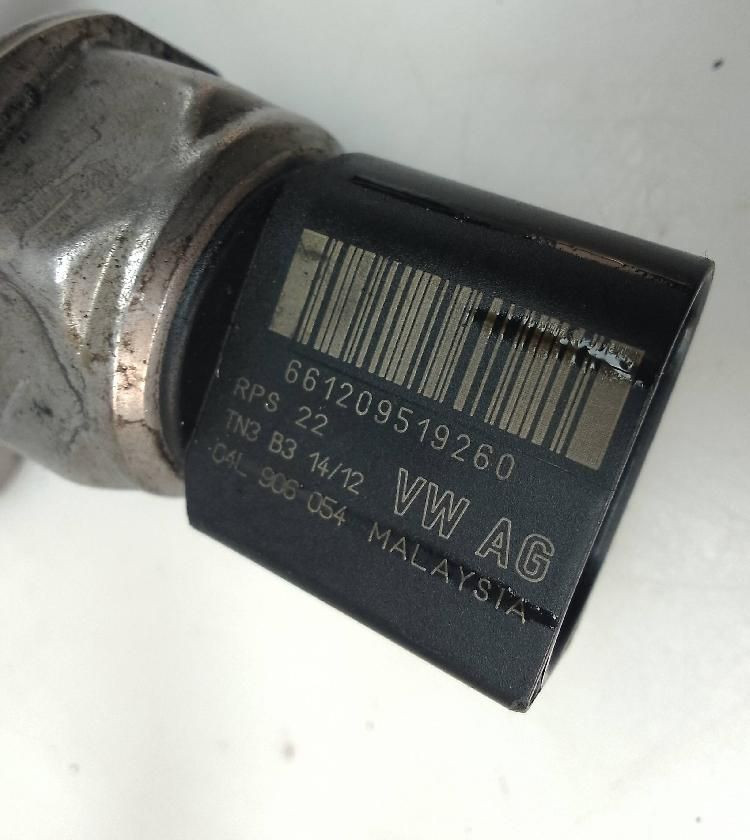 661209519260
RPS 22
TN3 B3 14/12
04L 906 054
VW AG
MALAYSIA